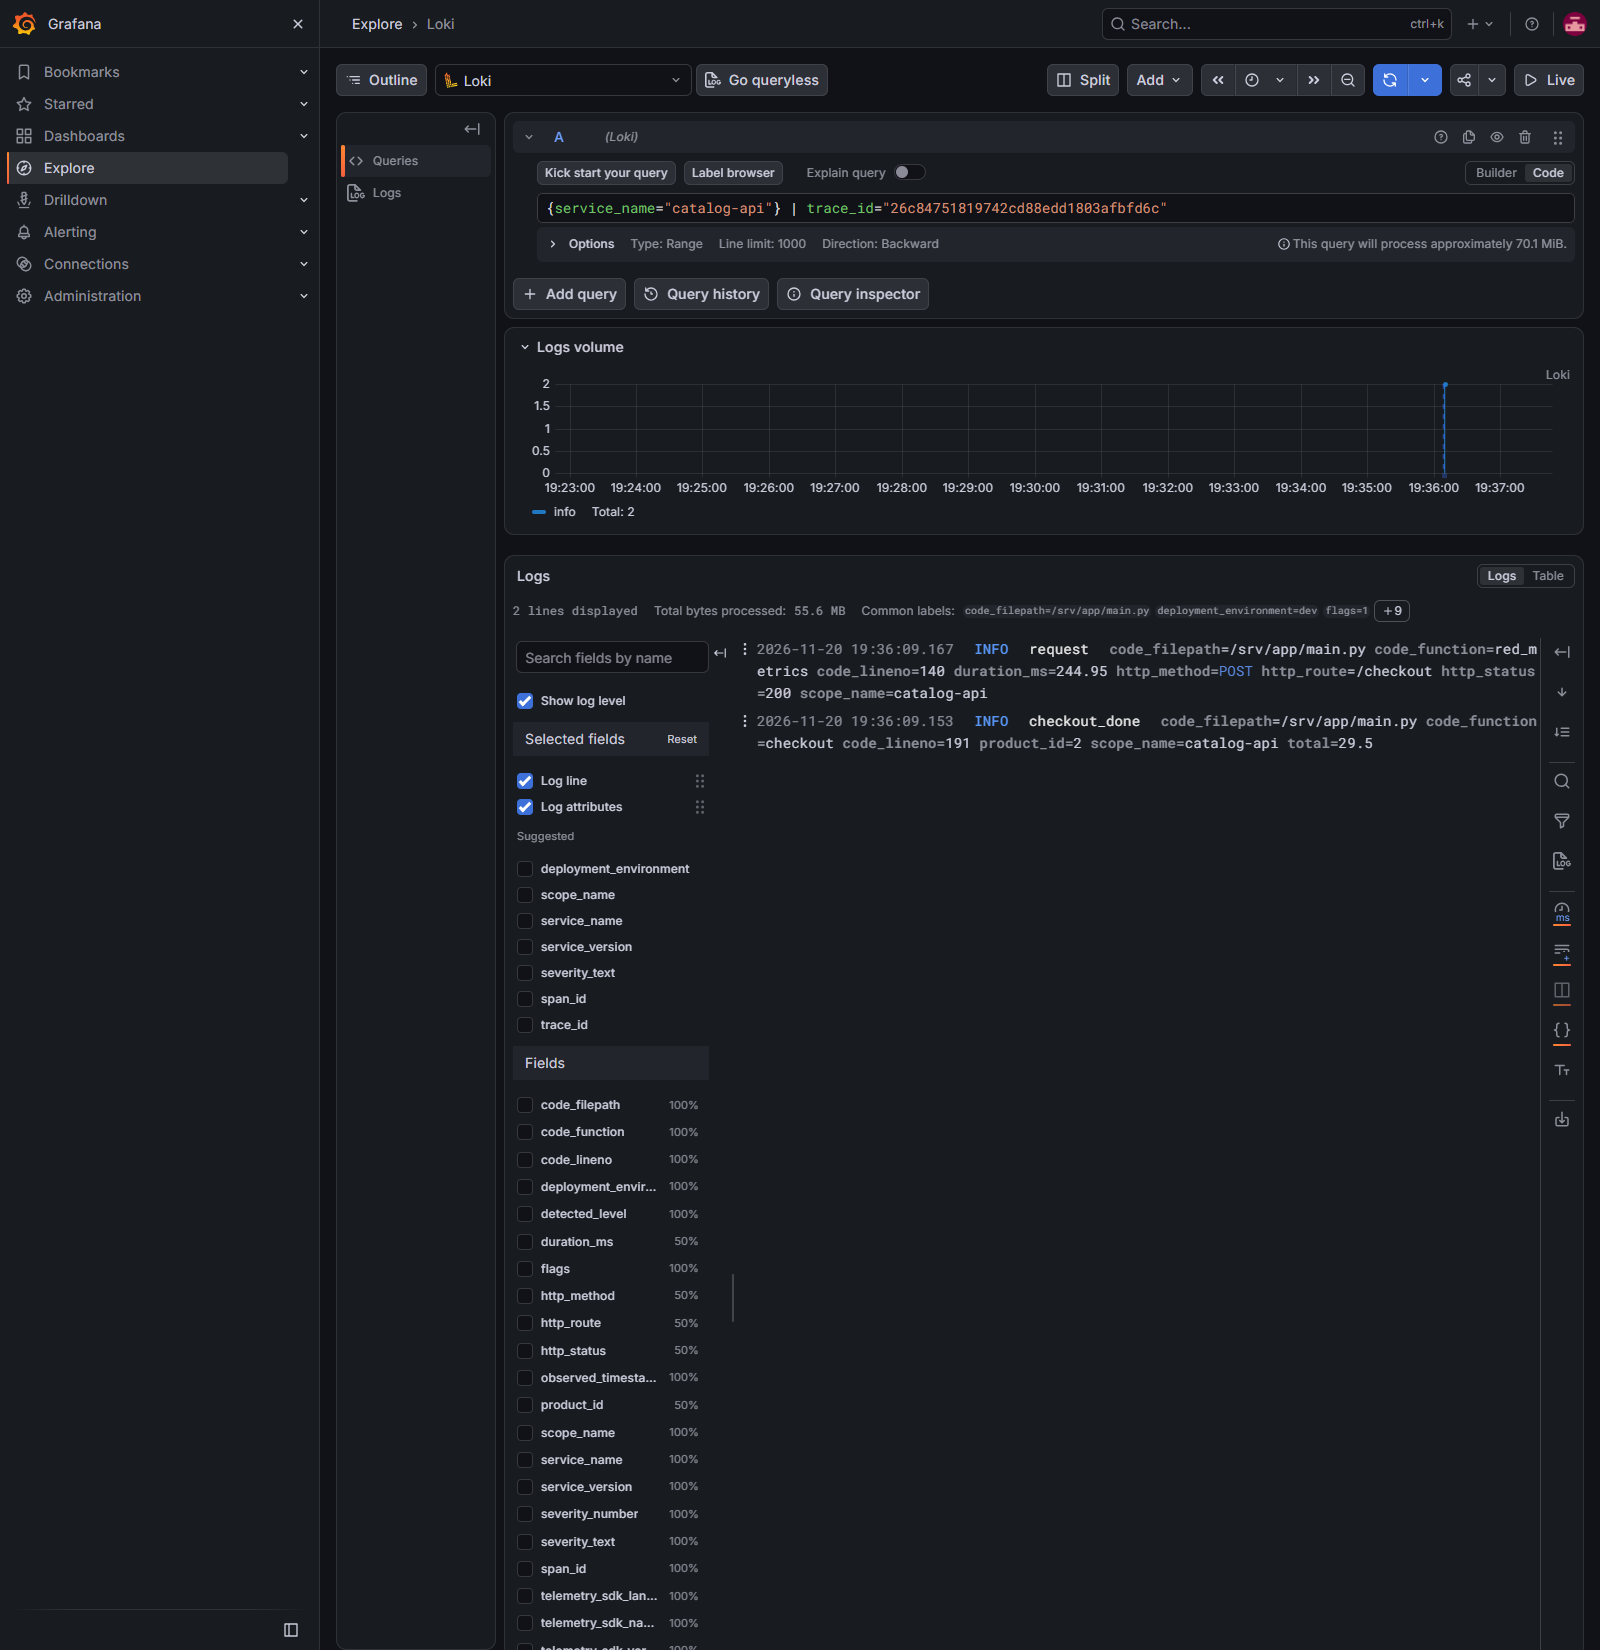 Grafana
Explore › Loki
Search...
ctrl+k
Bookmarks
Starred
Dashboards
Explore
Drilldown
Alerting
Connections
Administration
Outline
Loki
Go queryless
Split
Add
Live
Queries
Logs
A (Loki)
Kick start your query
Label browser
Explain query
Builder
Code
{service_name="catalog-api"} | trace_id="26c84751819742cd88edd1803afbfd6c"
Options Type: Range Line limit: 1000 Direction: Backward
This query will process approximately 70.1 MiB.
Add query
Query history
Query inspector
Logs volume
Loki
2
1.5
1
0.5
0
19:23:00 19:24:00 19:25:00 19:26:00 19:27:00 19:28:00 19:29:00 19:30:00 19:31:00 19:32:00 19:33:00 19:34:00 19:35:00 19:36:00 19:37:00
info Total: 2
Logs
Logs
Table
2 lines displayed Total bytes processed: 55.6 MB Common labels: code_filepath=/srv/app/main.py deployment_environment=dev flags=1 +9
Search fields by name
Show log level
Selected fields Reset
Log line
Log attributes
Suggested
deployment_environment
scope_name
service_name
service_version
severity_text
span_id
trace_id
Fields
code_filepath 100%
code_function 100%
code_lineno 100%
deployment_envir... 100%
detected_level 100%
duration_ms 50%
flags 100%
http_method 50%
http_route 50%
http_status 50%
observed_timesta... 100%
product_id 50%
scope_name 100%
service_name 100%
service_version 100%
severity_number 100%
severity_text 100%
span_id 100%
telemetry_sdk_lan... 100%
telemetry_sdk_na... 100%
telemetry_sdk_ver... 100%
2026-11-20 19:36:09.167 INFO request code_filepath=/srv/app/main.py code_function=red_m
etrics code_lineno=140 duration_ms=244.95 http_method=POST http_route=/checkout http_status
=200 scope_name=catalog-api
2026-11-20 19:36:09.153 INFO checkout_done code_filepath=/srv/app/main.py code_function
=checkout code_lineno=191 product_id=2 scope_name=catalog-api total=29.5
LOG
ms